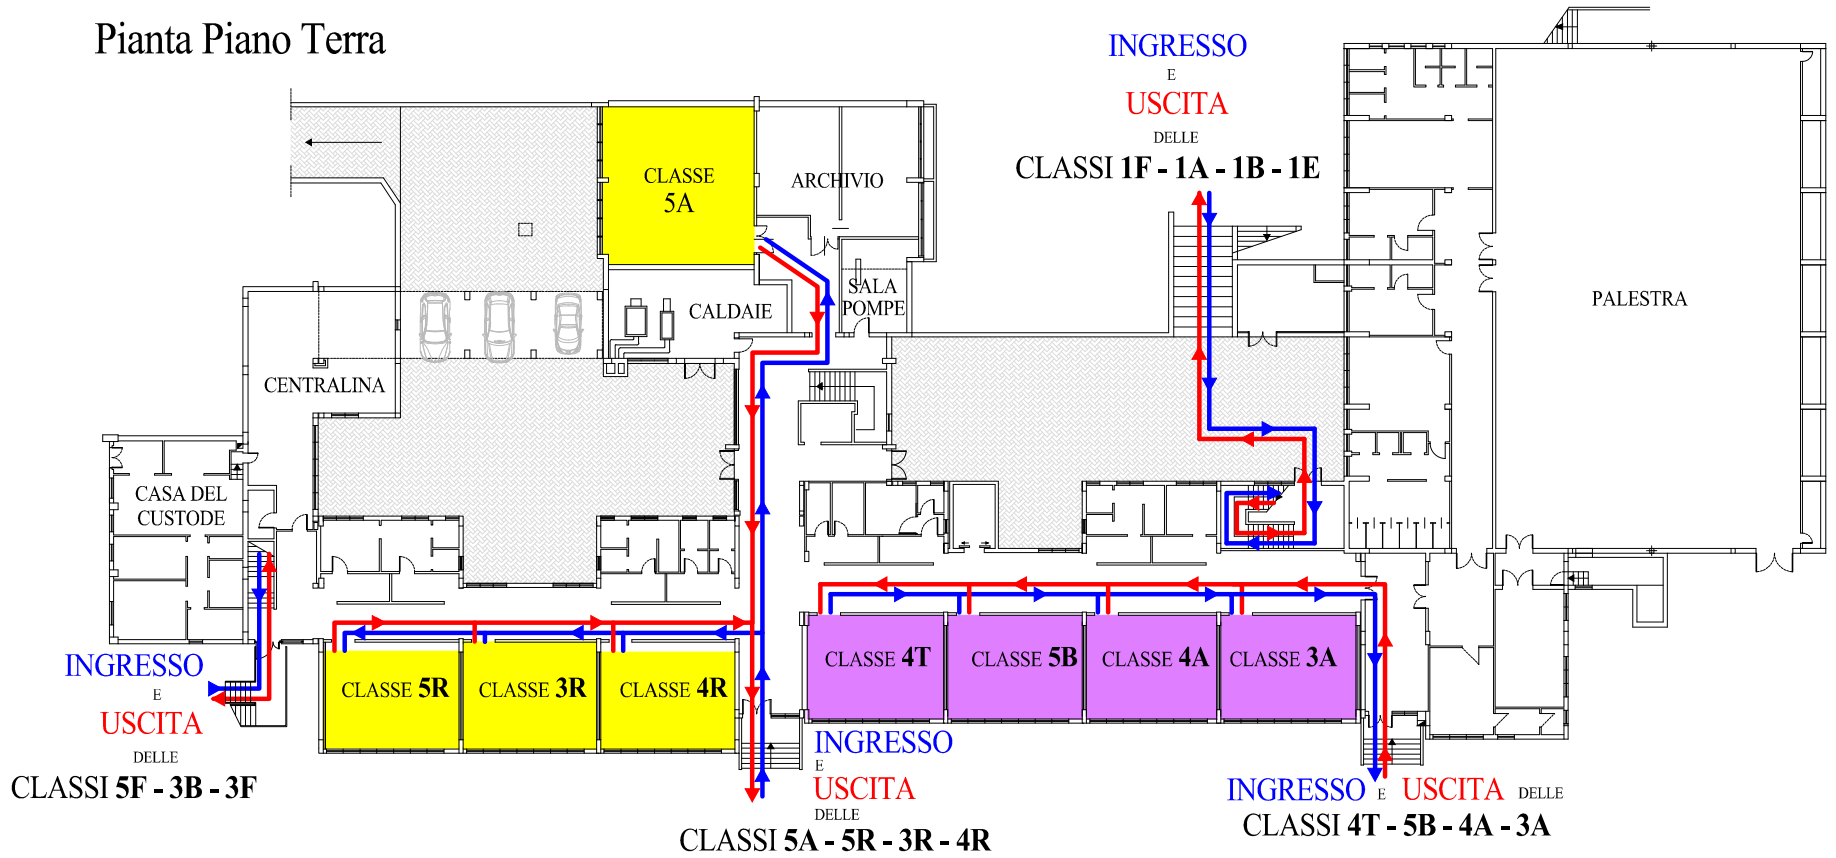 Pianta Piano Terra
INGRESSO
E
USCITA
DELLE
CLASSI 1F - 1A - 1B - 1E
CLASSE
5A
ARCHIVIO
SALA
POMPE
CALDAIE
PALESTRA
CENTRALINA
CASA DEL
CUSTODE
INGRESSO
E
USCITA
DELLE
CLASSI 5F - 3B - 3F
CLASSE 5R
CLASSE 3R
CLASSE 4R
CLASSE 4T
CLASSE 5B
CLASSE 4A
CLASSE 3A
INGRESSO
E
USCITA
DELLE
CLASSI 5A - 5R - 3R - 4R
INGRESSO E USCITA DELLE
CLASSI 4T - 5B - 4A - 3A